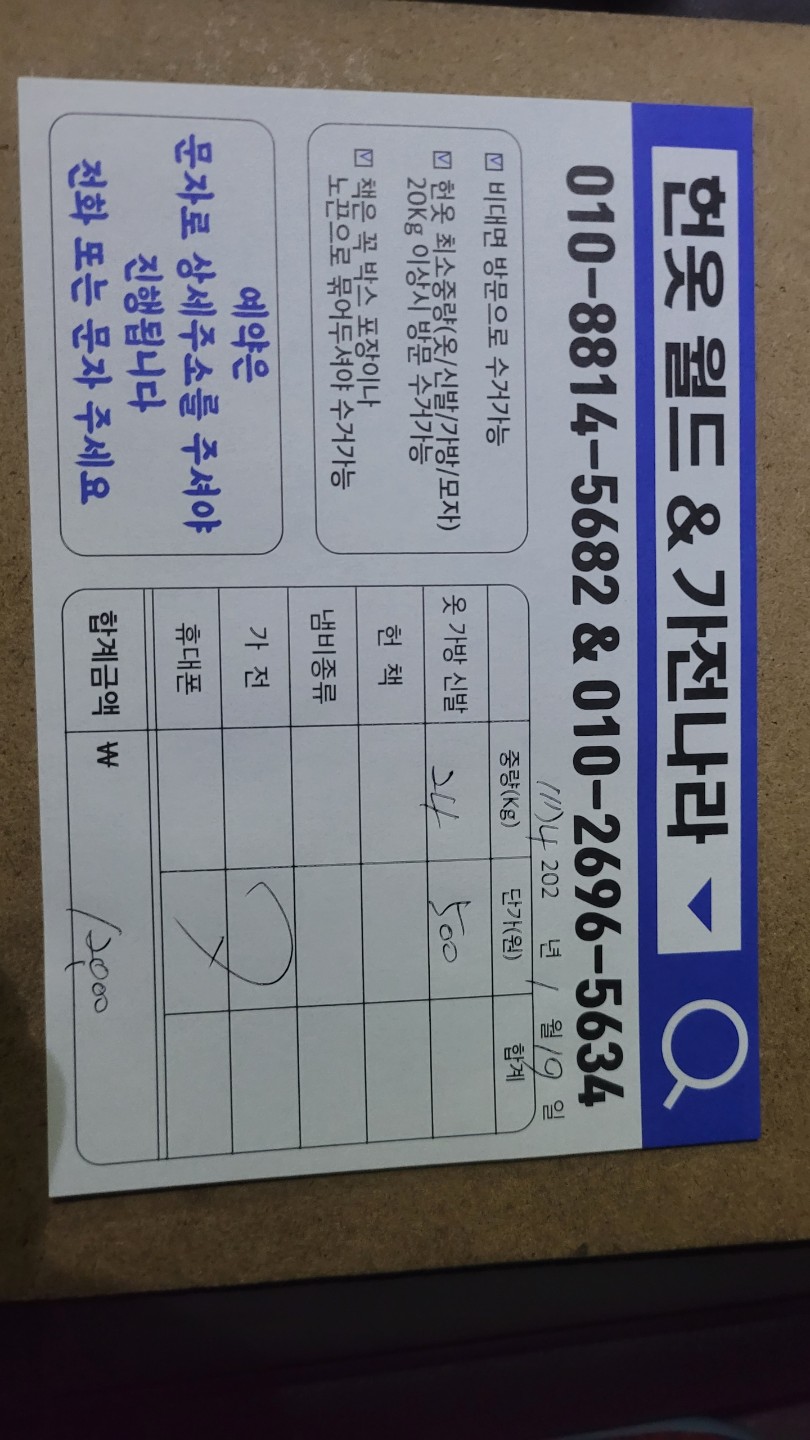 헌옷 월드 & 가전나라
010-8814-5682 & 010-2696-5634
비대면 방문으로 수거가능
헌옷 최소중량(옷/신발/가방/모자)
20Kg 이상시 방문 수거가능
책은 꼭 박스 포장이나
노끈으로 묶어두셔야 수거가능
예약은
문자로 상세주소를 주셔야
진행됩니다
전화 또는 문자 주세요
202 년 1 월 19 일
중량(Kg) 단가(원) 합계
옷 가방 신발 24 500
헌 책
냄비종류
가 전
휴대폰
합계금액 ₩ 12000